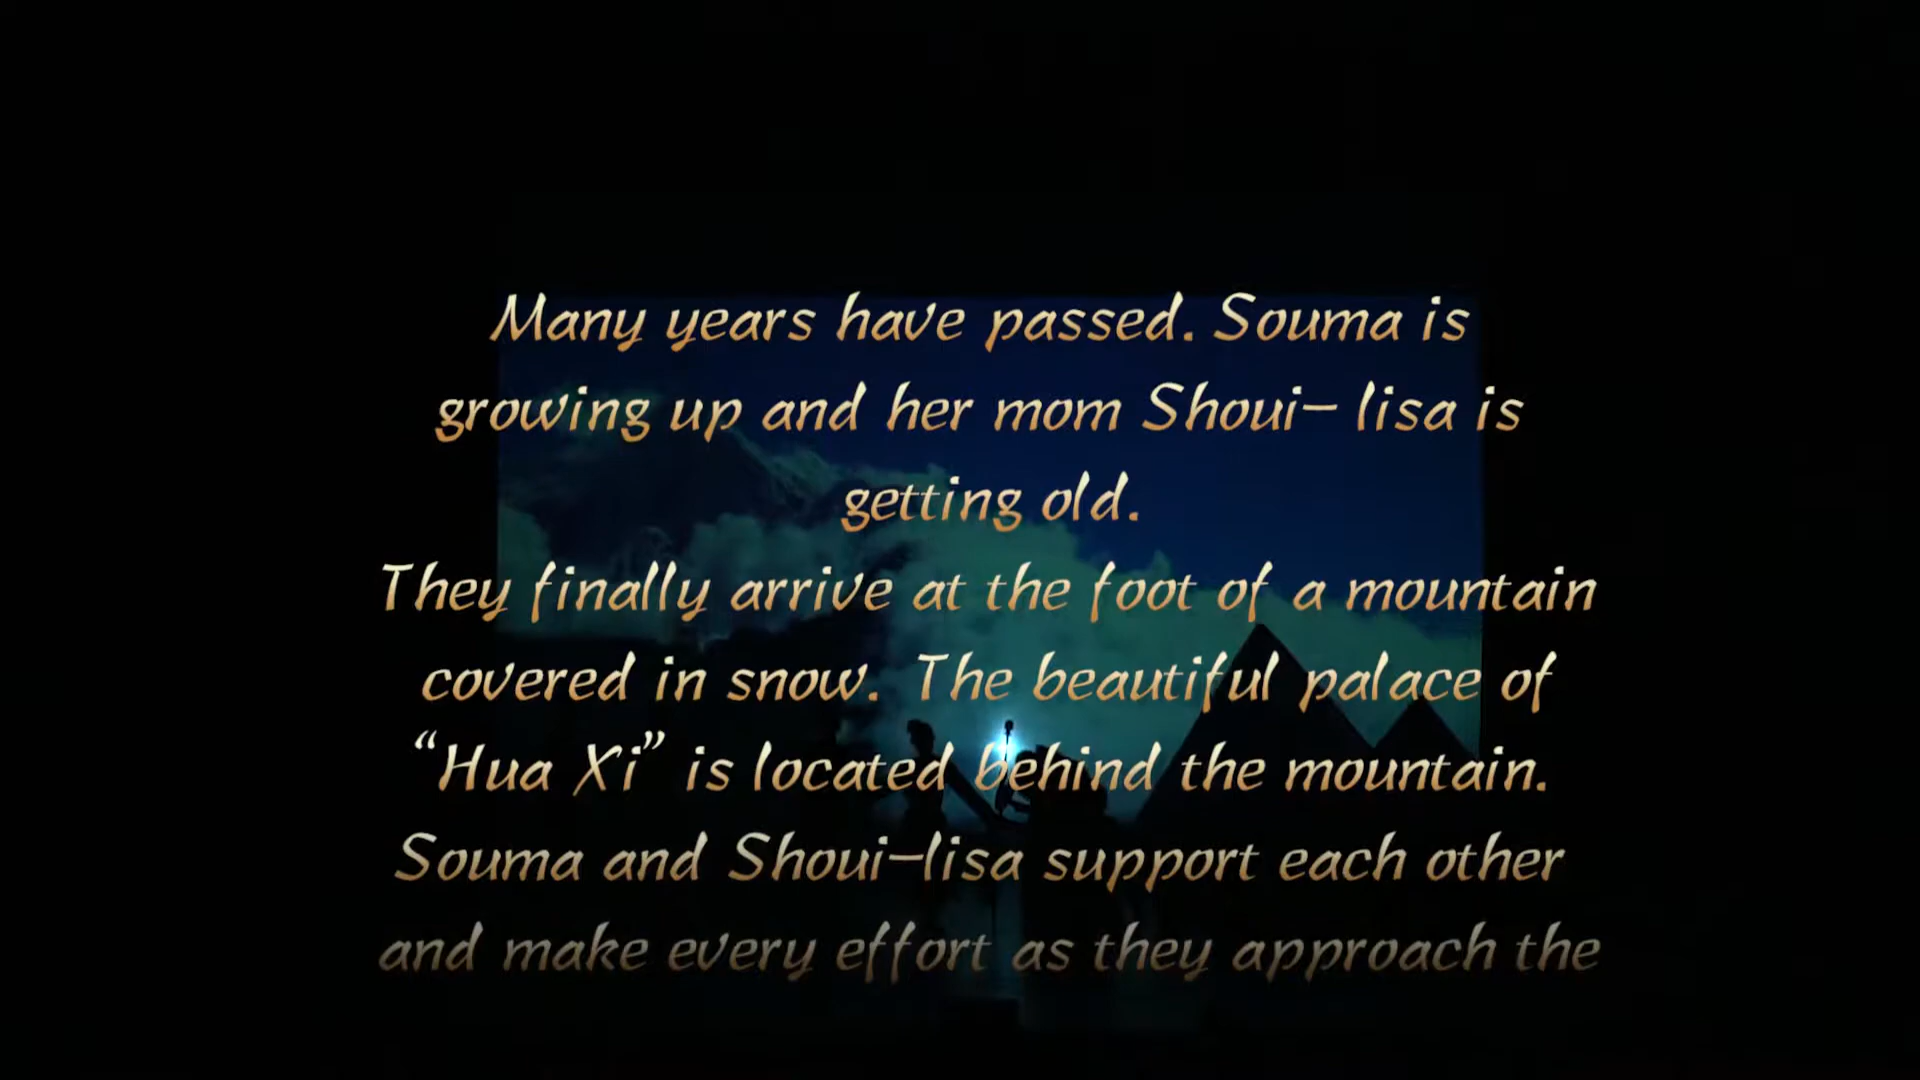 Many years have passed. Souma is
growing up and her mom Shoui- lisa is
getting old.
They finally arrive at the foot of a mountain
covered in snow. The beautiful palace of
“Hua Xi” is located behind the mountain.
Souma and Shoui-lisa support each other
and make every effort as they approach the